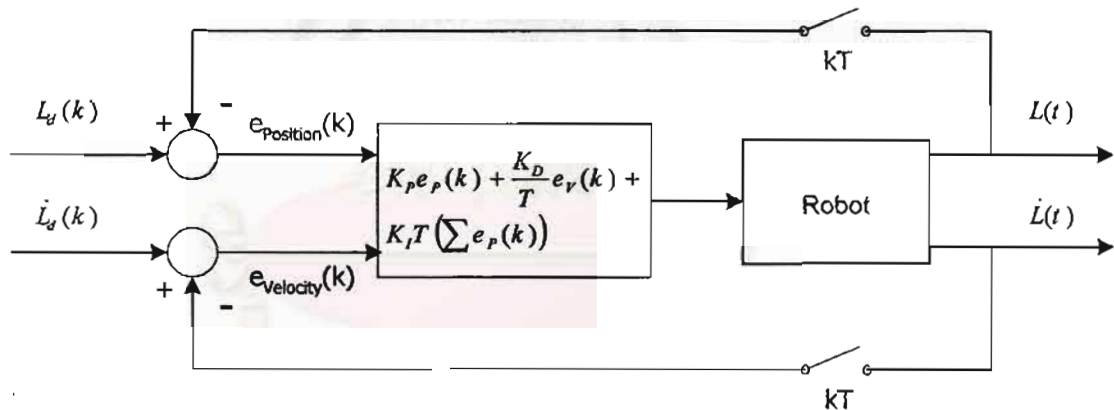 kT
L_d(k)
+
-
e_Position(k)
K_P e_P(k) + K_D/T e_V(k) +
K_I T (∑ e_P(k))
Robot
L(t)
L̇_d(k)
+
-
e_Velocity(k)
L̇(t)
kT